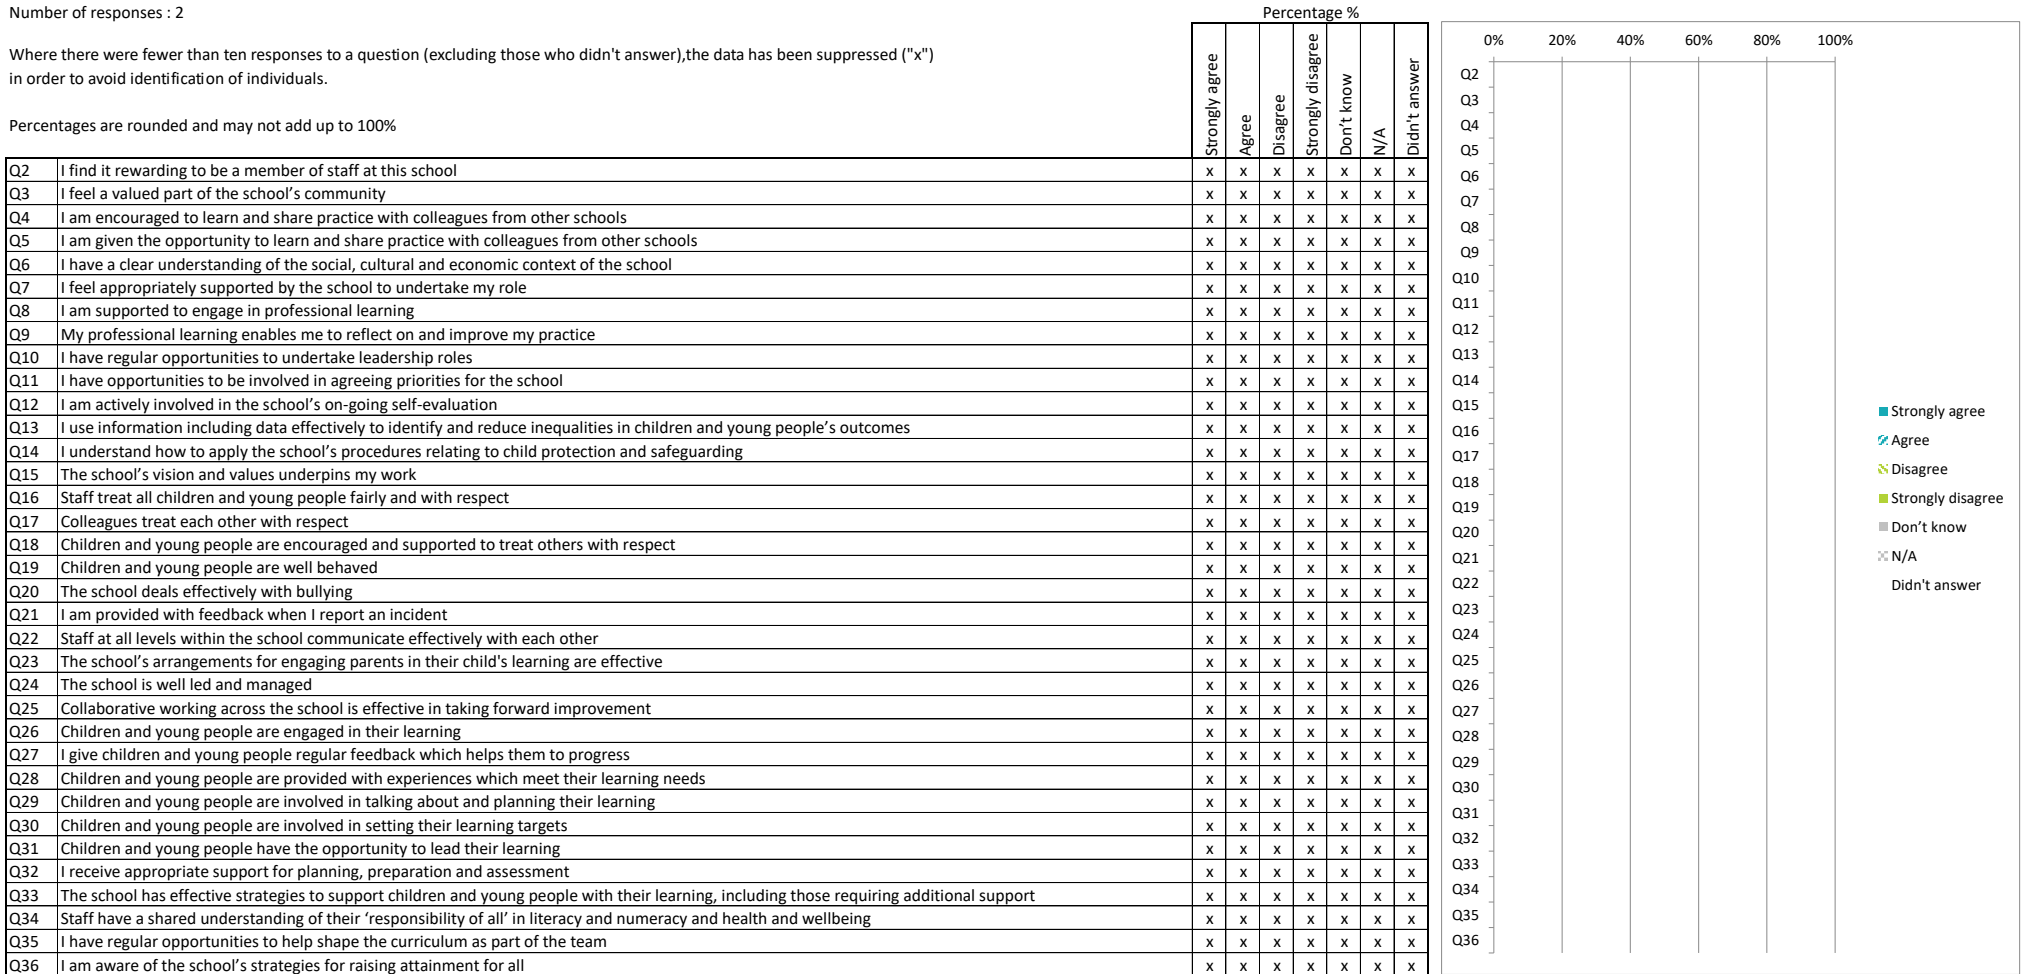 Number of responses : 2
Percentage %
Where there were fewer than ten responses to a question (excluding those who didn't answer),the data has been suppressed ("x")
in order to avoid identification of individuals.
Percentages are rounded and may not add up to 100%
Strongly agree
Agree
Disagree
Strongly disagree
Don't know
N/A
Didn't answer
Q2 I find it rewarding to be a member of staff at this school x x x x x x x
Q3 I feel a valued part of the school’s community x x x x x x x
Q4 I am encouraged to learn and share practice with colleagues from other schools x x x x x x x
Q5 I am given the opportunity to learn and share practice with colleagues from other schools x x x x x x x
Q6 I have a clear understanding of the social, cultural and economic context of the school x x x x x x x
Q7 I feel appropriately supported by the school to undertake my role x x x x x x x
Q8 I am supported to engage in professional learning x x x x x x x
Q9 My professional learning enables me to reflect on and improve my practice x x x x x x x
Q10 I have regular opportunities to undertake leadership roles x x x x x x x
Q11 I have opportunities to be involved in agreeing priorities for the school x x x x x x x
Q12 I am actively involved in the school’s on-going self-evaluation x x x x x x x
Q13 I use information including data effectively to identify and reduce inequalities in children and young people’s outcomes x x x x x x x
Q14 I understand how to apply the school’s procedures relating to child protection and safeguarding x x x x x x x
Q15 The school’s vision and values underpins my work x x x x x x x
Q16 Staff treat all children and young people fairly and with respect x x x x x x x
Q17 Colleagues treat each other with respect x x x x x x x
Q18 Children and young people are encouraged and supported to treat others with respect x x x x x x x
Q19 Children and young people are well behaved x x x x x x x
Q20 The school deals effectively with bullying x x x x x x x
Q21 I am provided with feedback when I report an incident x x x x x x x
Q22 Staff at all levels within the school communicate effectively with each other x x x x x x x
Q23 The school’s arrangements for engaging parents in their child's learning are effective x x x x x x x
Q24 The school is well led and managed x x x x x x x
Q25 Collaborative working across the school is effective in taking forward improvement x x x x x x x
Q26 Children and young people are engaged in their learning x x x x x x x
Q27 I give children and young people regular feedback which helps them to progress x x x x x x x
Q28 Children and young people are provided with experiences which meet their learning needs x x x x x x x
Q29 Children and young people are involved in talking about and planning their learning x x x x x x x
Q30 Children and young people are involved in setting their learning targets x x x x x x x
Q31 Children and young people have the opportunity to lead their learning x x x x x x x
Q32 I receive appropriate support for planning, preparation and assessment x x x x x x x
Q33 The school has effective strategies to support children and young people with their learning, including those requiring additional support x x x x x x x
Q34 Staff have a shared understanding of their ‘responsibility of all’ in literacy and numeracy and health and wellbeing x x x x x x x
Q35 I have regular opportunities to help shape the curriculum as part of the team x x x x x x x
Q36 I am aware of the school’s strategies for raising attainment for all x x x x x x x
0% 20% 40% 60% 80% 100%
Q2
Q3
Q4
Q5
Q6
Q7
Q8
Q9
Q10
Q11
Q12
Q13
Q14
Q15
Q16
Q17
Q18
Q19
Q20
Q21
Q22
Q23
Q24
Q25
Q26
Q27
Q28
Q29
Q30
Q31
Q32
Q33
Q34
Q35
Q36
Strongly agree
Agree
Disagree
Strongly disagree
Don’t know
N/A
Didn't answer